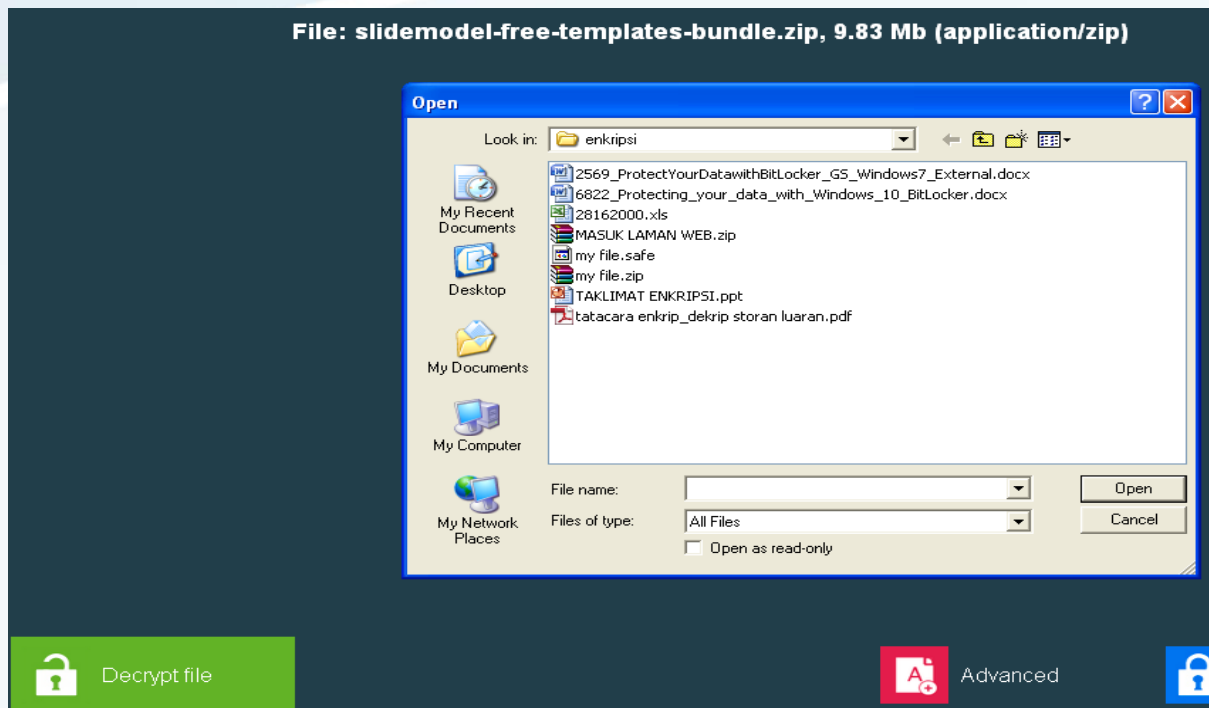 File: slidemodel-free-templates-bundle.zip, 9.83 Mb (application/zip)
Open
Look in: enkripsi
My Recent
Documents
Desktop
My Documents
My Computer
My Network
Places
2569_ProtectYourDatawithBitLocker_GS_Windows7_External.docx
6822_Protecting_your_data_with_Windows_10_BitLocker.docx
28162000.xls
MASUK LAMAN WEB.zip
my file.safe
my file.zip
TAKLIMAT ENKRIPSI.ppt
tatacara enkrip_dekrip storan luaran.pdf
File name:
Open
Files of type: All Files
Cancel
Open as read-only
Decrypt file
Advanced